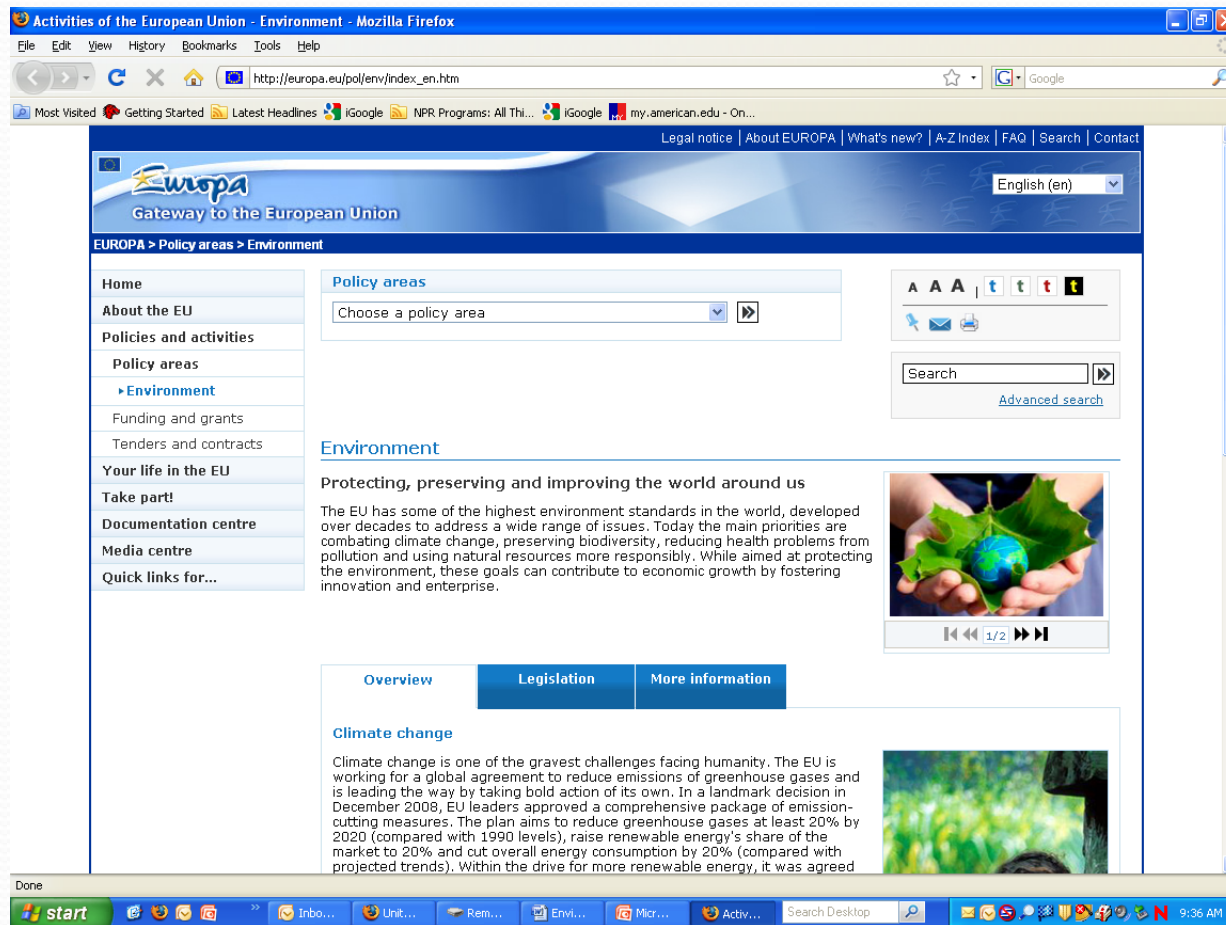 Activities of the European Union - Environment - Mozilla Firefox
File Edit View History Bookmarks Tools Help
http://europa.eu/pol/env/index_en.htm
Google
Most Visited Getting Started Latest Headlines iGoogle NPR Programs: All Thi... iGoogle my.american.edu - On...
Legal notice | About EUROPA | What's new? | A-Z Index | FAQ | Search | Contact
Europa
English (en)
Gateway to the European Union
EUROPA > Policy areas > Environment
Home
About the EU
Policies and activities
Policy areas
Environment
Funding and grants
Tenders and contracts
Your life in the EU
Take part!
Documentation centre
Media centre
Quick links for...
Policy areas
Choose a policy area
A A A | t t t t
Search
Advanced search
Environment
Protecting, preserving and improving the world around us
The EU has some of the highest environment standards in the world, developed
over decades to address a wide range of issues. Today the main priorities are
combating climate change, preserving biodiversity, reducing health problems from
pollution and using natural resources more responsibly. While aimed at protecting
the environment, these goals can contribute to economic growth by fostering
innovation and enterprise.
1/2
Overview Legislation More information
Climate change
Climate change is one of the gravest challenges facing humanity. The EU is
working for a global agreement to reduce emissions of greenhouse gases and
is leading the way by taking bold action of its own. In a landmark decision in
December 2008, EU leaders approved a comprehensive package of emission-
cutting measures. The plan aims to reduce greenhouse gases at least 20% by
2020 (compared with 1990 levels), raise renewable energy's share of the
market to 20% and cut overall energy consumption by 20% (compared with
projected trends). Within the drive for more renewable energy, it was agreed
Done
start Inbo... Unit... Rem... Envi... Micr... Activ... Search Desktop 9:36 AM